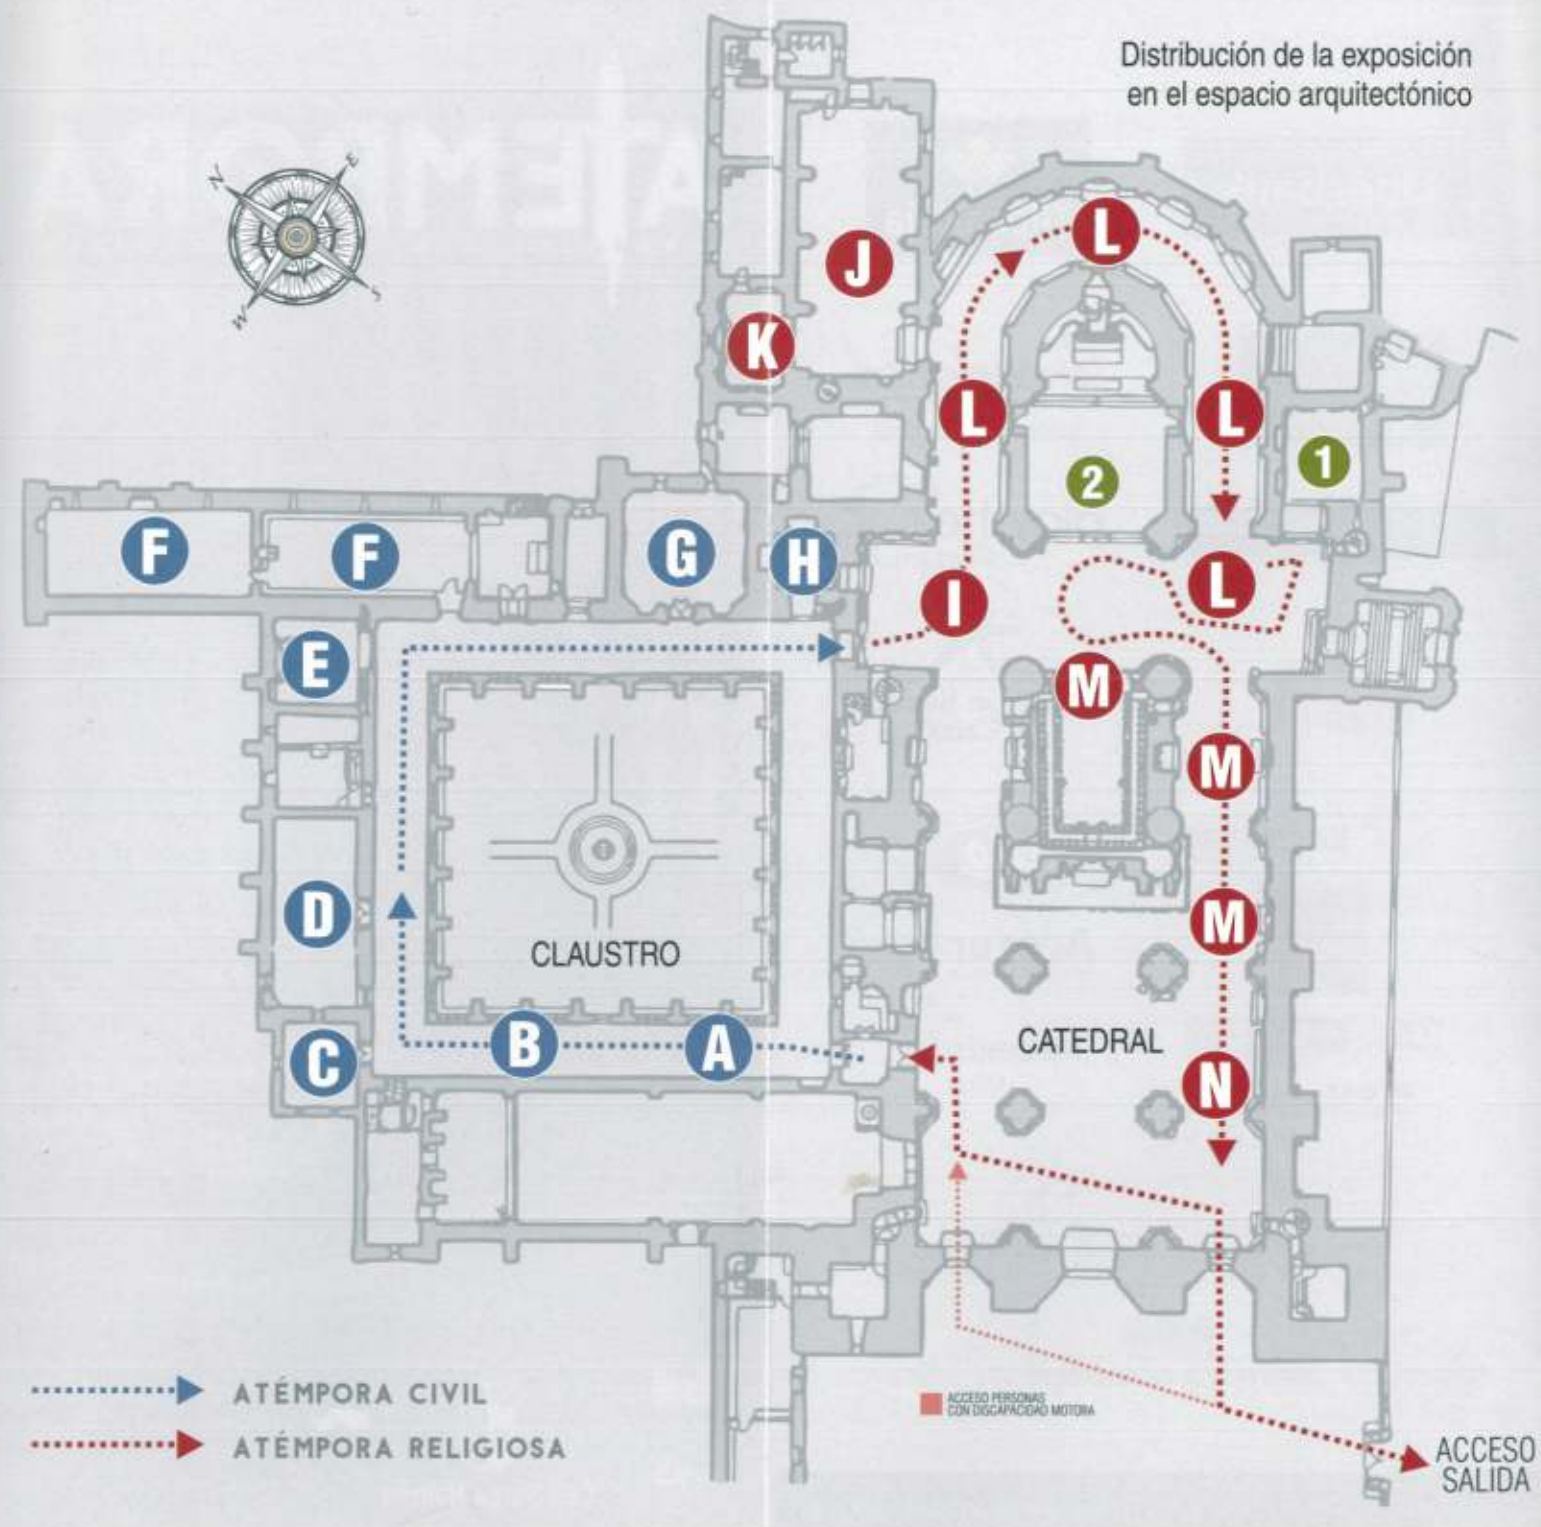 Distribución de la exposición
en el espacio arquitectónico
N
E
S
W
L
J
K
L
L
1
2
F
F
G
H
I
L
E
M
M
D
M
CLAUSTRO
CATEDRAL
C
B
A
N
ATÉMPORA CIVIL
ATÉMPORA RELIGIOSA
ACCESO PERSONAS
CON DISCAPACIDAD MOTORA
ACCESO
SALIDA